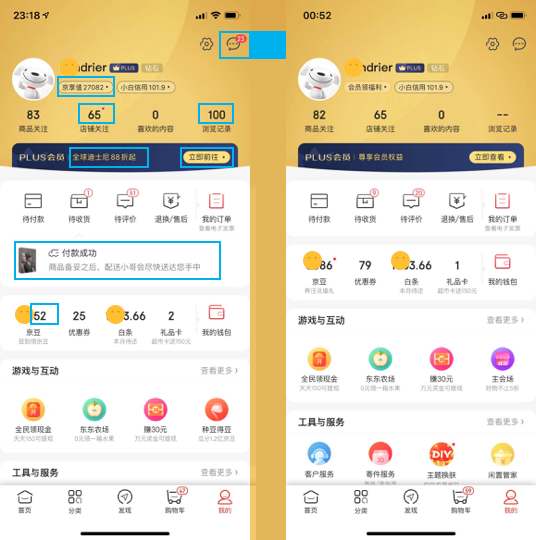 23:18
23
ndrier
PLUS
钻石
京享值 27082
小白信用 101.9
83
65
0
100
商品关注
店铺关注
喜欢的内容
浏览记录
PLUS会员
全球迪士尼88折起
立即前往
1
51
待付款
待收货
待评价
退换/售后
我的订单
查看电子发票
付款成功
商品备妥之后，配送小哥会尽快送达您手中
52
25
3.66
2
京豆
优惠券
白条
礼品卡
我的钱包
签到领京豆
本月待还
超市卡送150元
游戏与互动
查看更多
全民领现金
东东农场
赚30元
种豆得豆
天天150可提现
0元领一箱水果
万元奖金可提现
瓜分1.2亿京豆
工具与服务
查看更多
47
首页
分类
发现
购物车
我的
00:52
ndrier
PLUS
钻石
会员领福利
小白信用 101.9
82
65
0
--
商品关注
店铺关注
喜欢的内容
浏览记录
PLUS会员
尊享会员权益
立即查看
9
20
待付款
待收货
待评价
退换/售后
我的订单
查看电子发票
86
79
3.66
1
京豆
优惠券
白条
礼品卡
我的钱包
本月待还
超市卡送150元
游戏与互动
查看更多
全民领现金
东东农场
赚30元
主会场
天天150可提现
0元领一箱水果
万元奖金可提现
好物不止5折
工具与服务
查看更多
DIY
客户服务
寄件服务
主题换肤
闲置管家
59
首页
分类
发现
购物车
我的